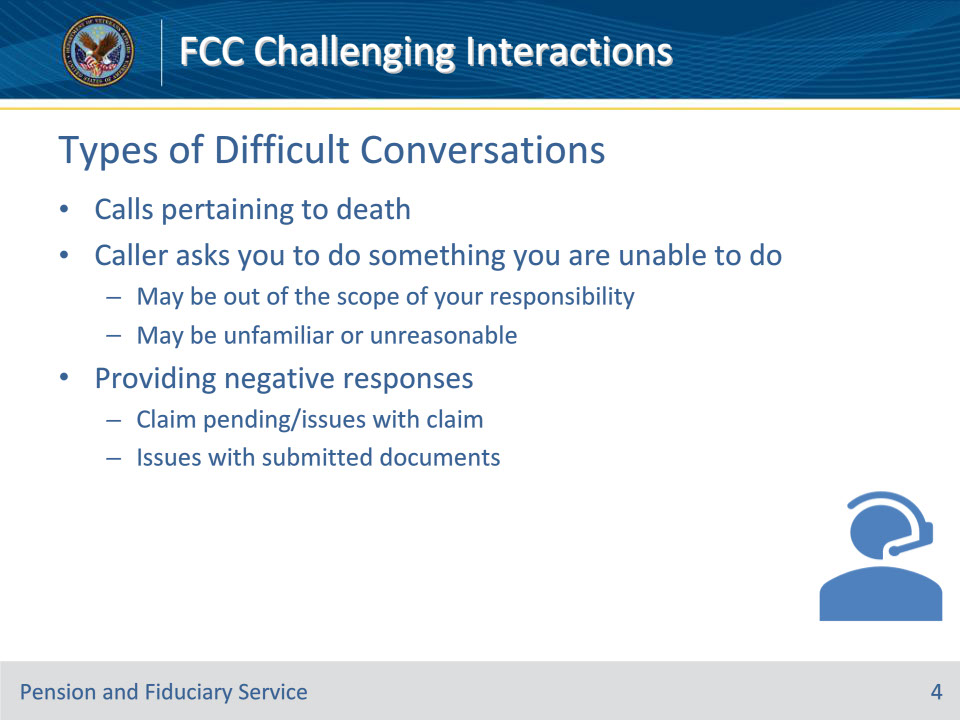 DEPARTMENT OF VETERANS AFFAIRS
UNITED STATES OF AMERICA
FCC Challenging Interactions
Types of Difficult Conversations
• Calls pertaining to death
• Caller asks you to do something you are unable to do
– May be out of the scope of your responsibility
– May be unfamiliar or unreasonable
• Providing negative responses
– Claim pending/issues with claim
– Issues with submitted documents
Pension and Fiduciary Service
4